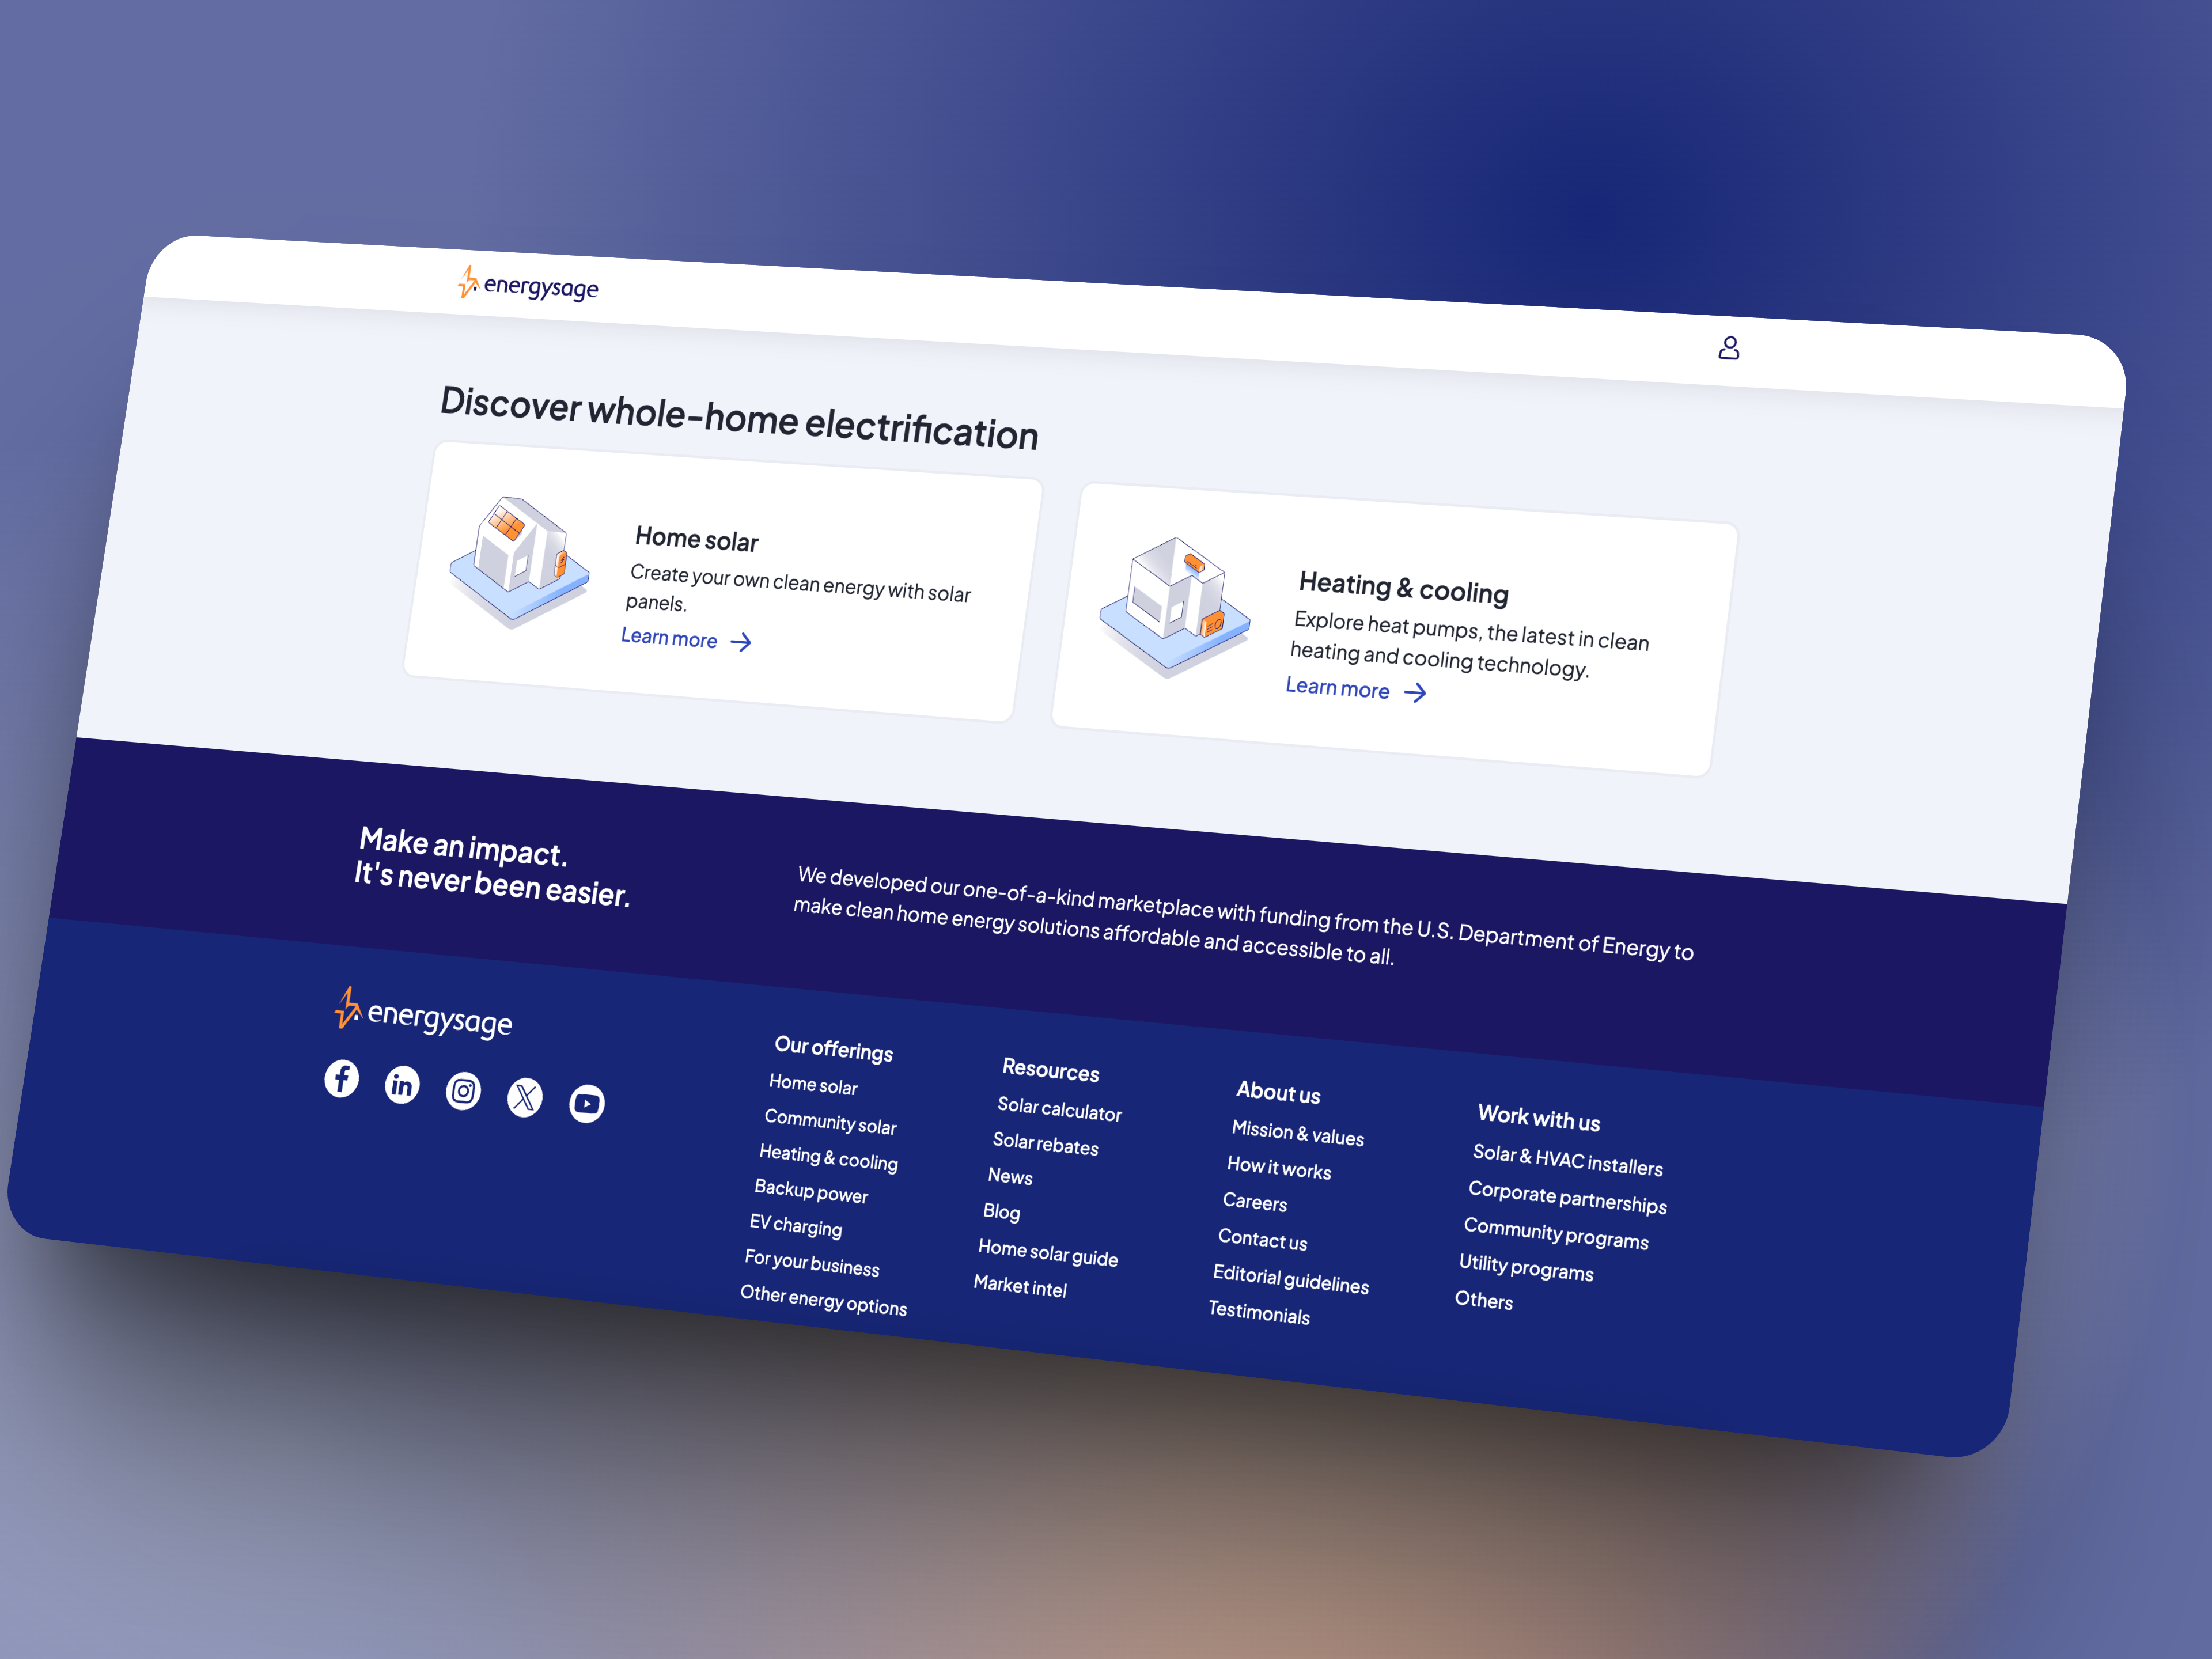 energysage
Discover whole-home electrification
Home solar
Create your own clean energy with solar
panels.
Learn more
Heating & cooling
Explore heat pumps, the latest in clean
heating and cooling technology.
Learn more
Make an impact.
It's never been easier.
We developed our one-of-a-kind marketplace with funding from the U.S. Department of Energy to
make clean home energy solutions affordable and accessible to all.
energysage
Our offerings
Home solar
Community solar
Heating & cooling
Backup power
EV charging
For your business
Other energy options
Resources
Solar calculator
Solar rebates
News
Blog
Home solar guide
Market intel
About us
Mission & values
How it works
Careers
Contact us
Editorial guidelines
Testimonials
Work with us
Solar & HVAC installers
Corporate partnerships
Community programs
Utility programs
Others